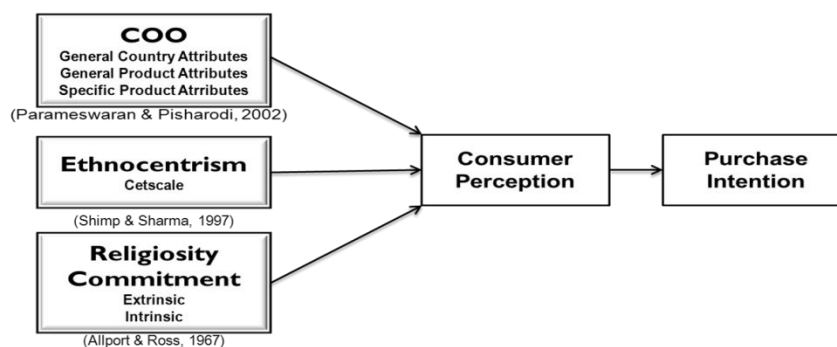 COO
General Country Attributes
General Product Attributes
Specific Product Atrributes
(Parameswaran & Pisharodi, 2002)
Ethnocentrism
Cetscale
(Shimp & Sharma, 1997)
Religiosity
Commitment
Extrinsic
Intrinsic
(Allport & Ross, 1967)
Consumer
Perception
Purchase
Intention